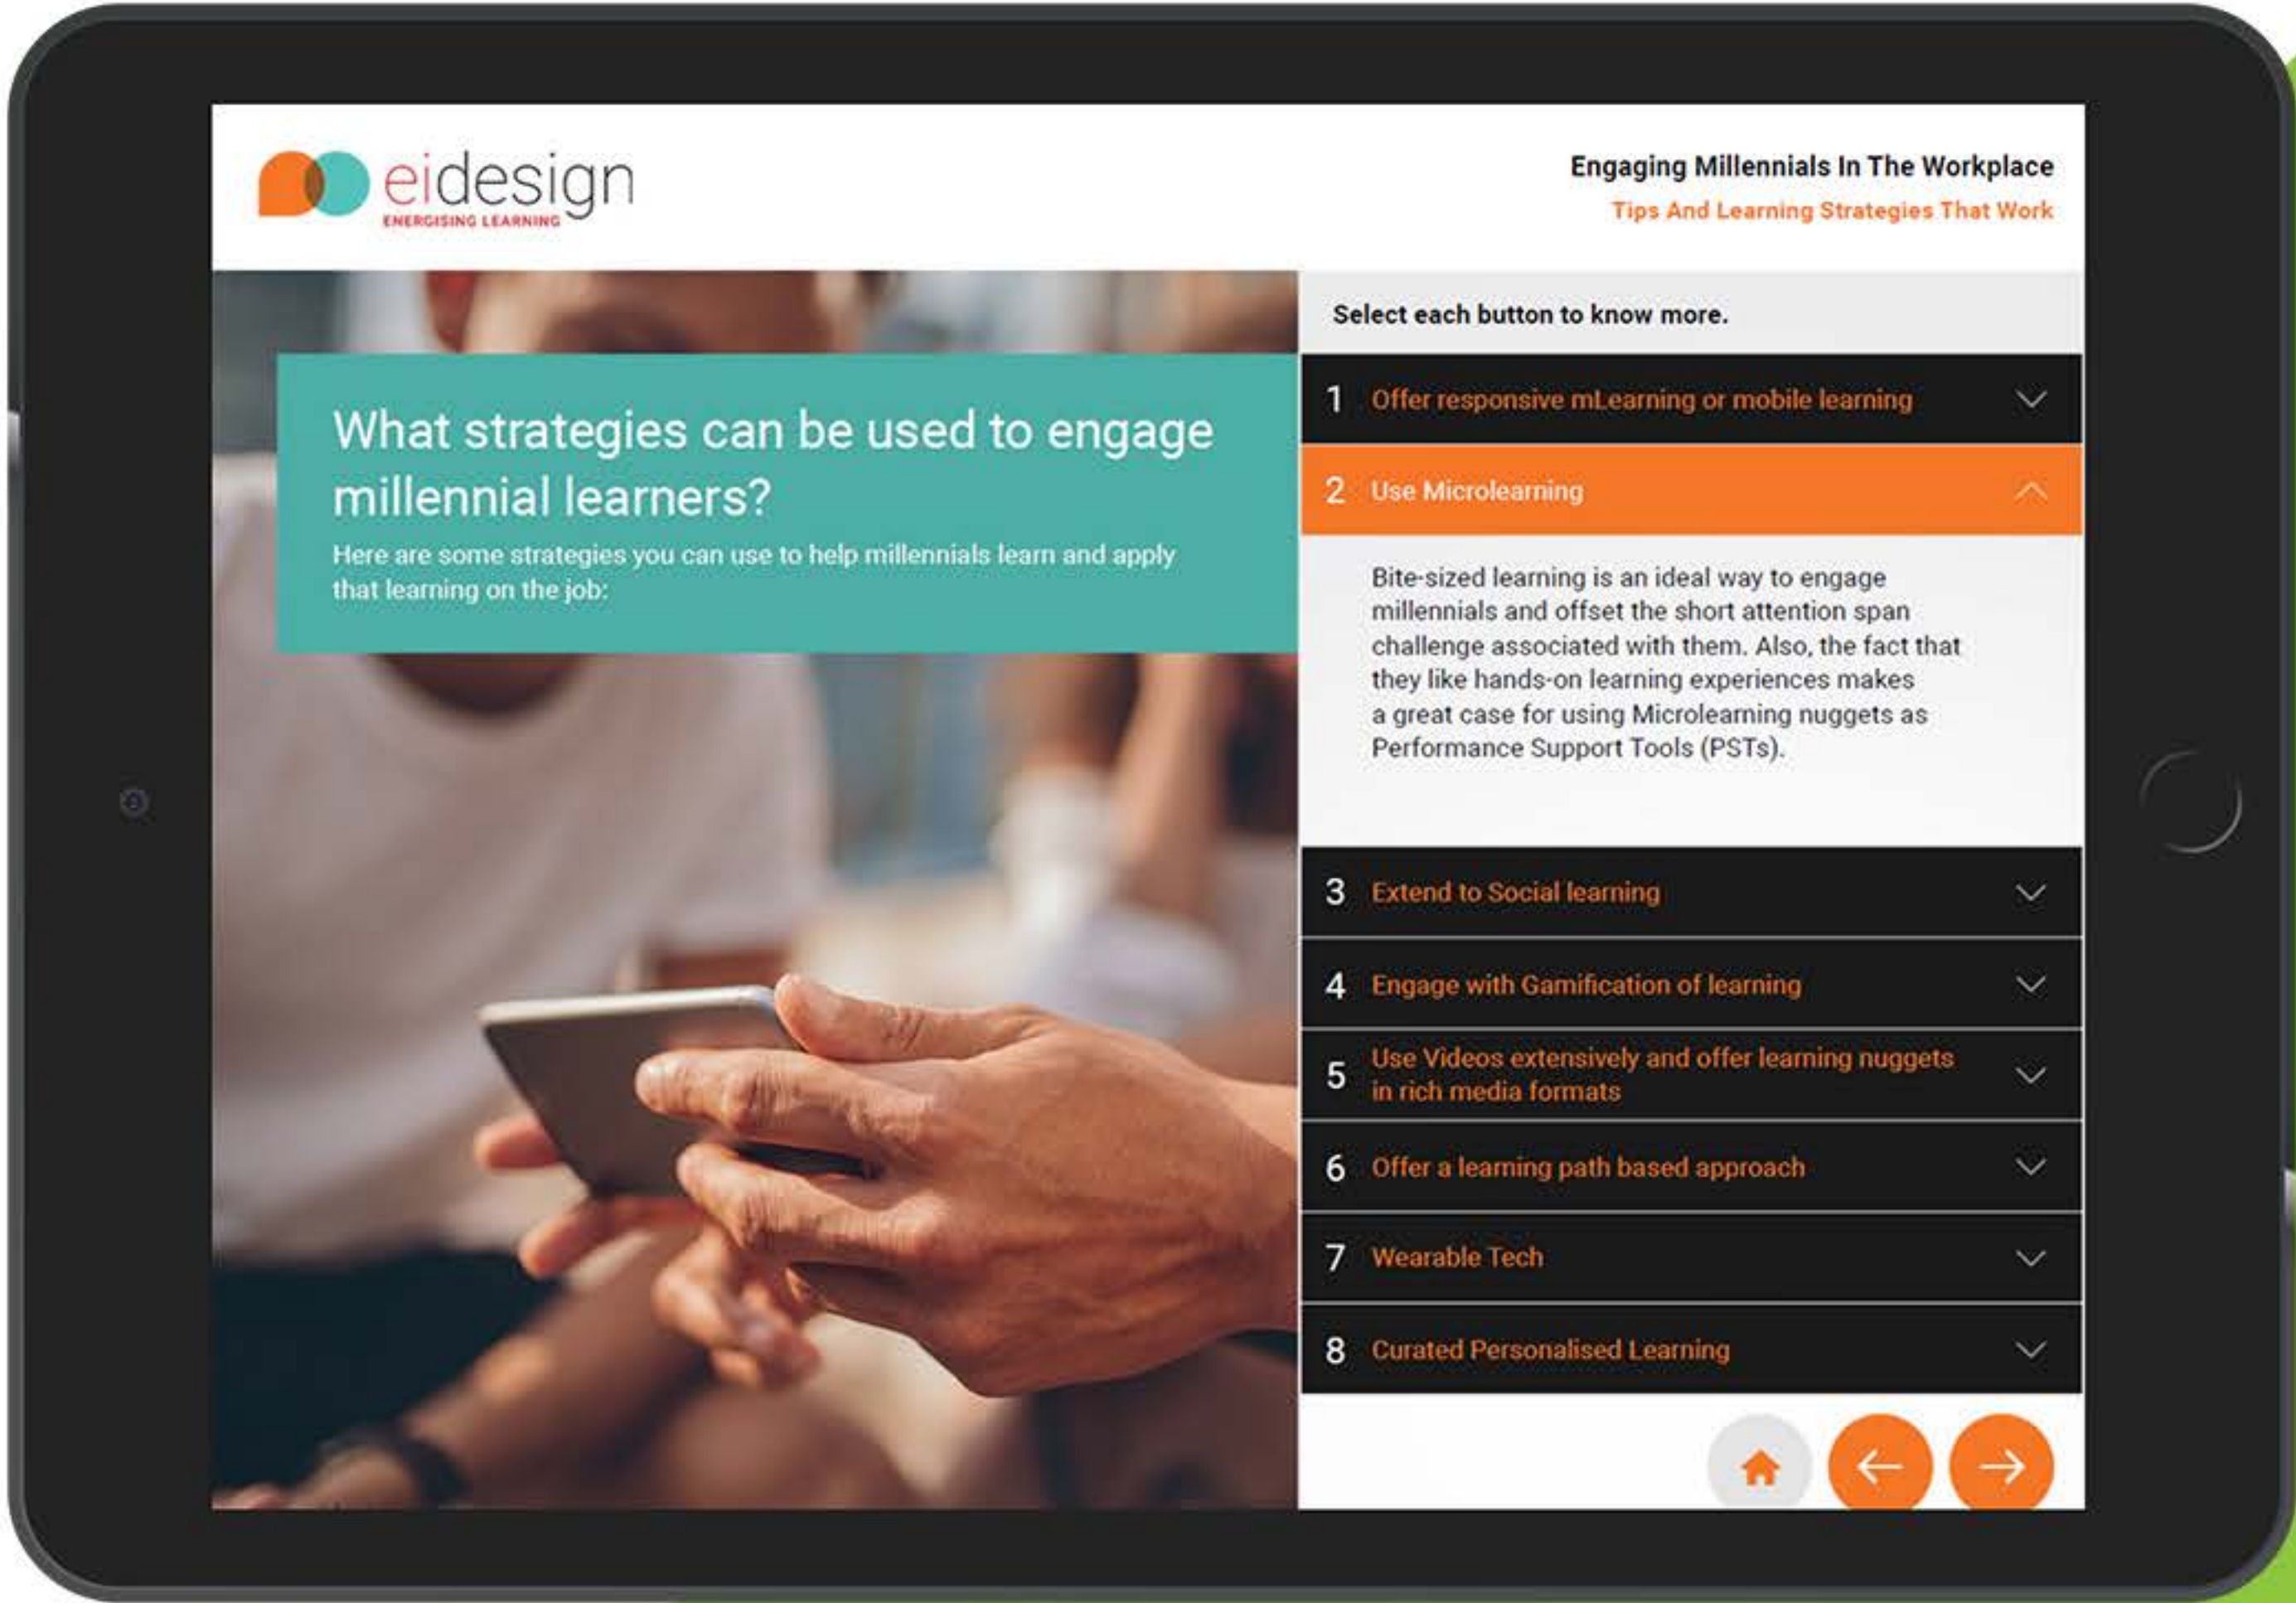 eidesign
ENERGISING LEARNING
Engaging Millennials In The Workplace
Tips And Learning Strategies That Work
What strategies can be used to engage
millennial learners?
Here are some strategies you can use to help millennials learn and apply
that learning on the job:
Select each button to know more.
1 Offer responsive mLearning or mobile learning
2 Use Microlearning
Bite-sized learning is an ideal way to engage
millennials and offset the short attention span
challenge associated with them. Also, the fact that
they like hands-on learning experiences makes
a great case for using Microlearning nuggets as
Performance Support Tools (PSTs).
3 Extend to Social learning
4 Engage with Gamification of learning
5 Use Videos extensively and offer learning nuggets
in rich media formats
6 Offer a learning path based approach
7 Wearable Tech
8 Curated Personalised Learning